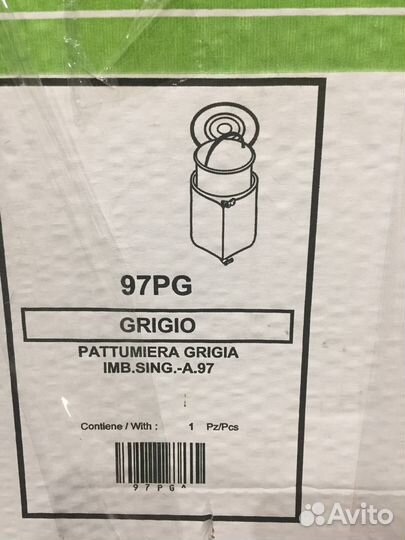 97PG
GRIGIO
PATTUMIERA GRIGIA
IMB.SING.-A.97
Contiene / With : 1 Pz/Pcs
97PG^
Avito